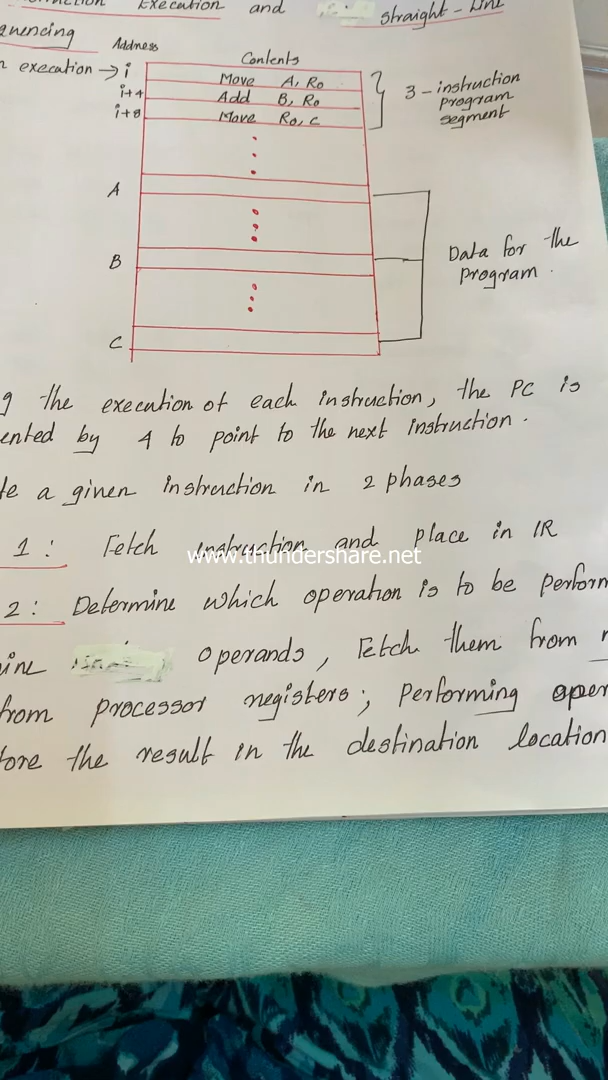 Execution and straight - Line
quencing
Address
Contents
n execution → i
Move A, R0
i+4
Add B, R0
i+8
Move R0, C
3 - instruction
program
segment
A
B
C
Data for the
program.
g the execution of each instruction, the PC is
ented by 4 to point to the next instruction.
te a given instruction in 2 phases
1 : Fetch instruction and place in IR
www.thundershare.net
2 : Determine which operation is to be perform
ine operands, Fetch them from
from processor registers; Performing oper
tore the result in the destination location